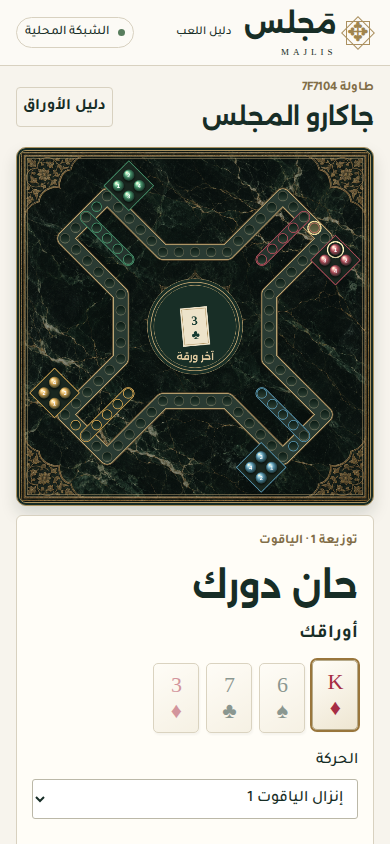 مَجلس
MAJLIS
دليل اللعب
الشبكة المحلية
طاولة 7F7104
جاكارو المجلس
دليل الأوراق
3
♣
آخر ورقة
توزيعة 1 · الياقوت
حان دورك
أوراقك
K
♦
6
♠
7
♣
3
♦
الحركة
إنزال الياقوت 1